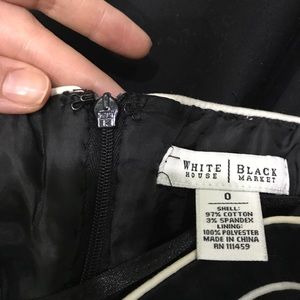 WHITE | BLACK
HOUSE | MARKET
0
SHELL:
97% COTTON
3% SPANDEX
LINING:
100% POLYESTER
MADE IN CHINA
RN 111459